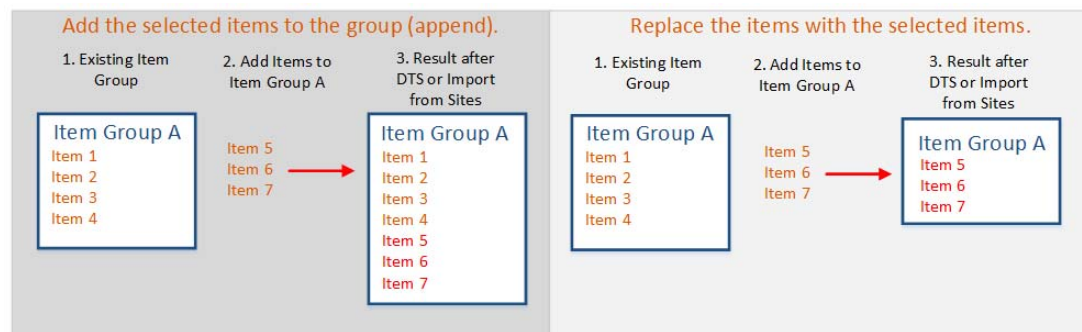 Add the selected items to the group (append).
1. Existing Item
Group
2. Add Items to
Item Group A
3. Result after
DTS or Import
from Sites
Item Group A
Item 1
Item 2
Item 3
Item 4
Item 5
Item 6
Item 7
Item Group A
Item 1
Item 2
Item 3
Item 4
Item 5
Item 6
Item 7
Replace the items with the selected items.
1. Existing Item
Group
2. Add Items to
Item Group A
3. Result after
DTS or Import
from Sites
Item Group A
Item 1
Item 2
Item 3
Item 4
Item 5
Item 6
Item 7
Item Group A
Item 5
Item 6
Item 7